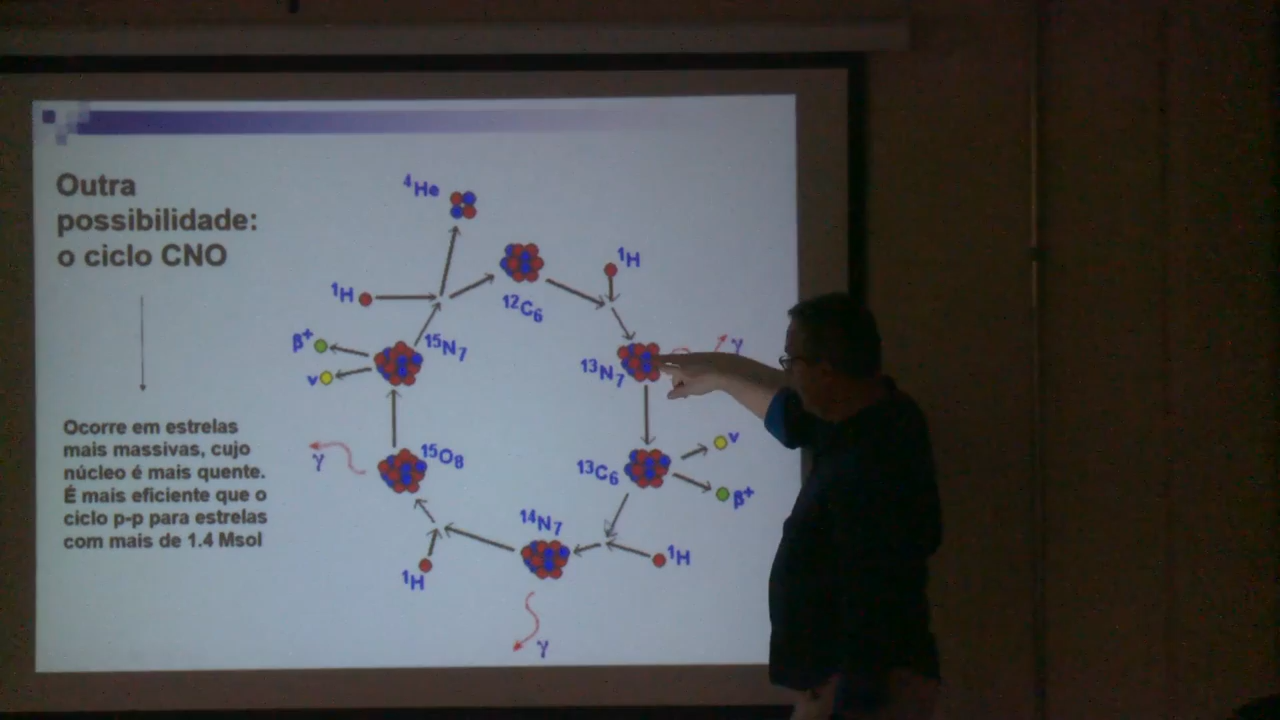 Outra
possibilidade:
o ciclo CNO
Ocorre em estrelas
mais massivas, cujo
núcleo é mais quente.
É mais eficiente que o
ciclo p-p para estrelas
com mais de 1.4 Msol
⁴He
¹H
¹²C₆
¹H
¹³N₇
γ
ν
¹³C₆
β⁺
¹H
¹⁴N₇
γ
¹H
¹⁵O₈
γ
¹⁵N₇
β⁺
ν